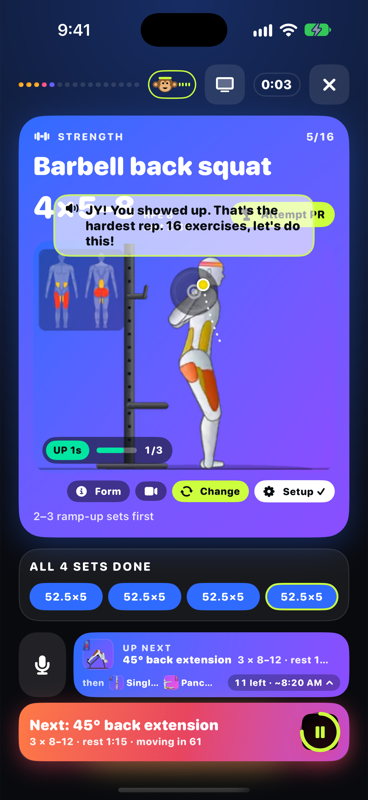 9:41
0:03
STRENGTH
5/16
Barbell back squat
Attempt PR
JY! You showed up. That's the
hardest rep. 16 exercises, let's do
this!
UP 1s
1/3
Form
Change
Setup ✓
2–3 ramp-up sets first
ALL 4 SETS DONE
52.5×5
52.5×5
52.5×5
52.5×5
UP NEXT
45° back extension 3 × 8–12 · rest 1...
then Singl... Panc...
11 left · ~8:20 AM
Next: 45° back extension
3 × 8–12 · rest 1:15 · moving in 61